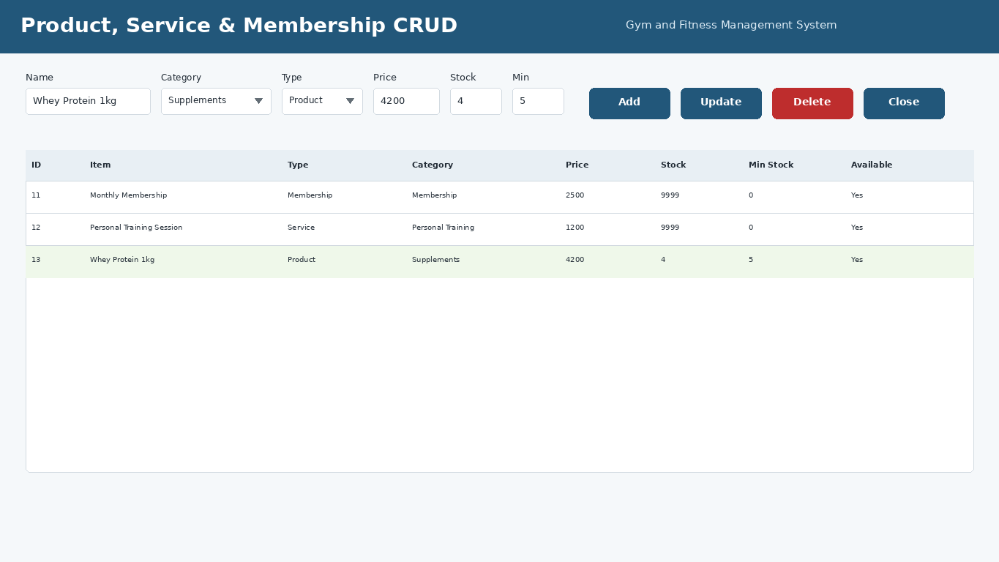 Product, Service & Membership CRUD
Gym and Fitness Management System
Name Category Type Price Stock Min
Whey Protein 1kg Supplements Product 4200 4 5 Add Update Delete Close
ID Item Type Category Price Stock Min Stock Available
11 Monthly Membership Membership Membership 2500 9999 0 Yes
12 Personal Training Session Service Personal Training 1200 9999 0 Yes
13 Whey Protein 1kg Product Supplements 4200 4 5 Yes